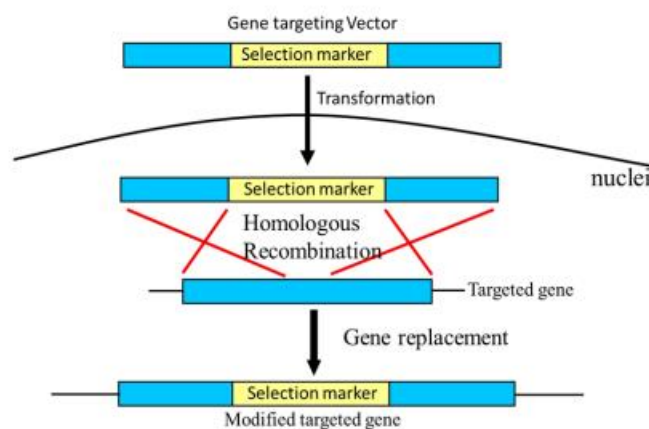 Gene targeting Vector
Selection marker
Transformation
nuclei
Selection marker
Homologous
Recombination
Targeted gene
Gene replacement
Selection marker
Modified targeted gene